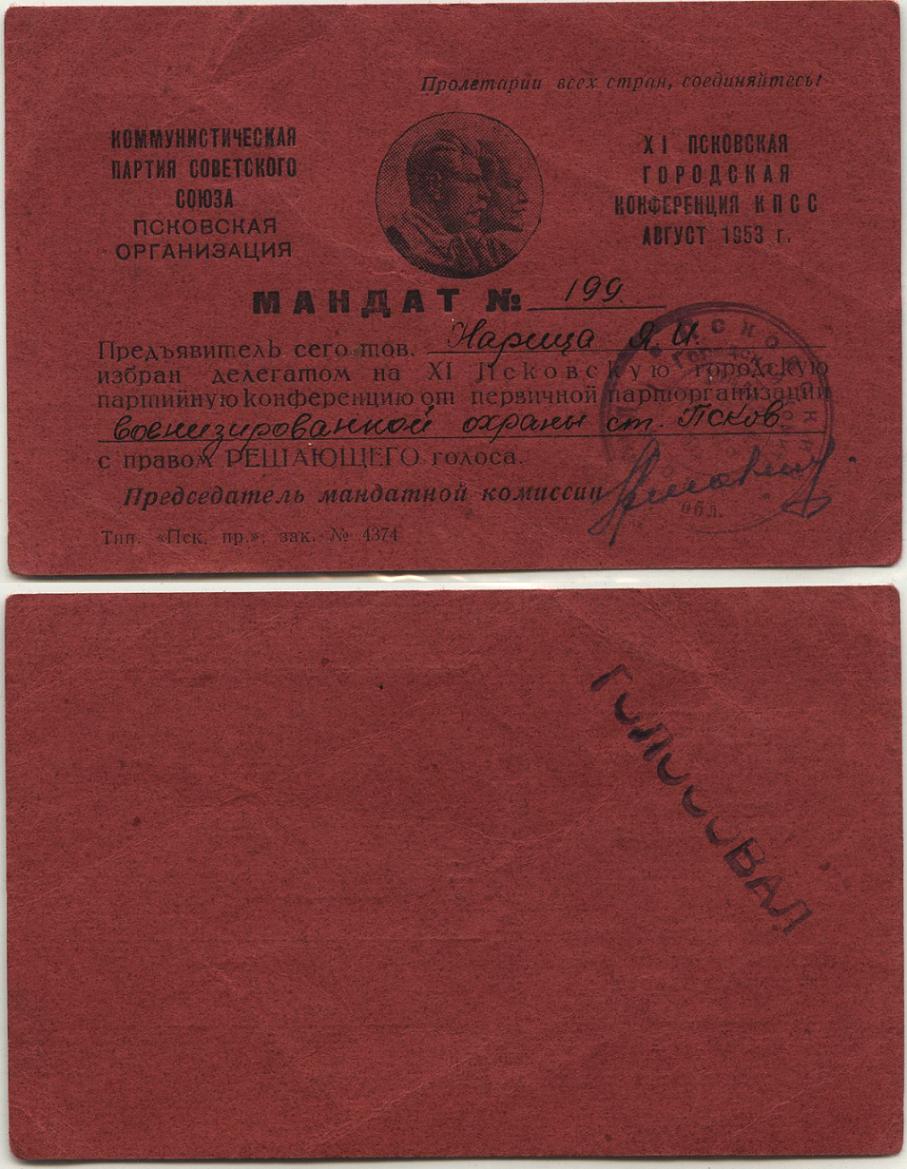 Пролетарии всех стран, соединяйтесь!
КОММУНИСТИЧЕСКАЯ
ПАРТИЯ СОВЕТСКОГО
СОЮЗА
ПСКОВСКАЯ
ОРГАНИЗАЦИЯ
XI ПСКОВСКАЯ
ГОРОДСКАЯ
КОНФЕРЕНЦИЯ КПСС
АВГУСТ 1953 г.
МАНДАТ № 199
Предъявитель сего тов. Нарица Я.И.
избран делегатом на XI Псковскую городскую
партийную конференцию от первичной парторганизации
военизированной охраны ст. Псков
с правом РЕШАЮЩЕГО голоса.
Председатель мандатной комиссии
обл.
Тип. «Пск. пр.», зак. № 4374
ГОЛОСОВАЛ